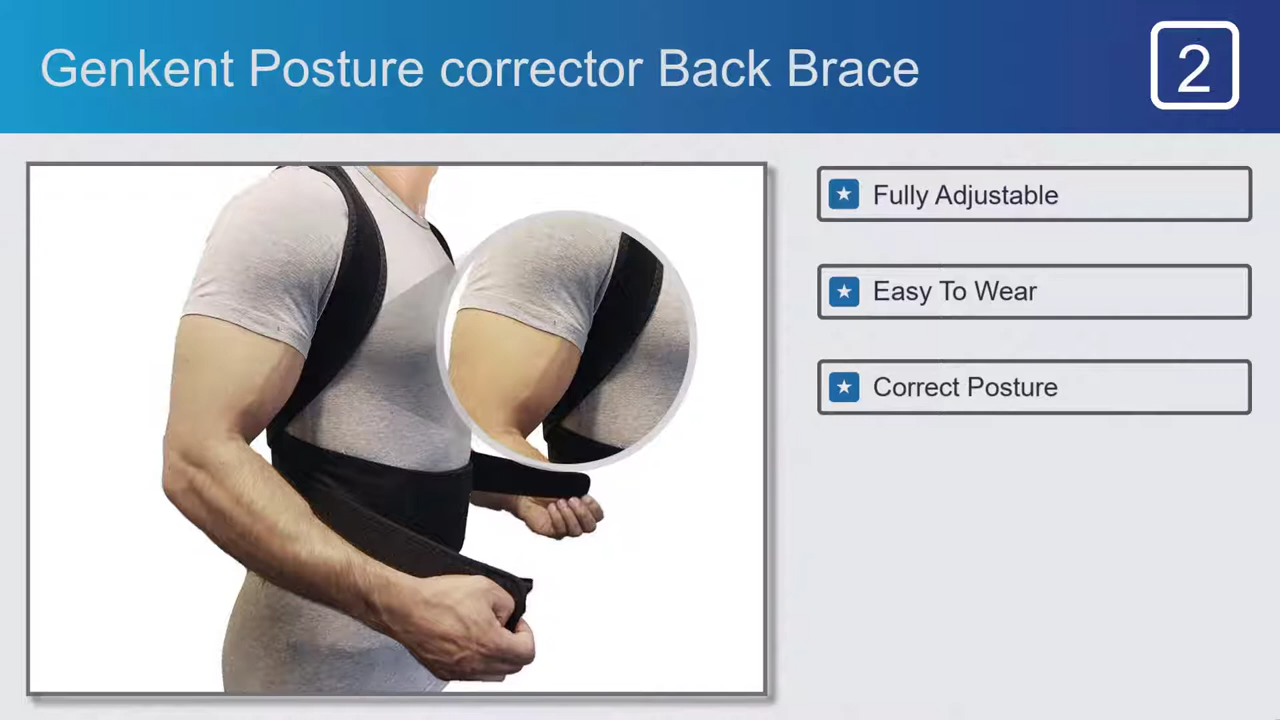 Genkent Posture corrector Back Brace
2
Fully Adjustable
Easy To Wear
Correct Posture